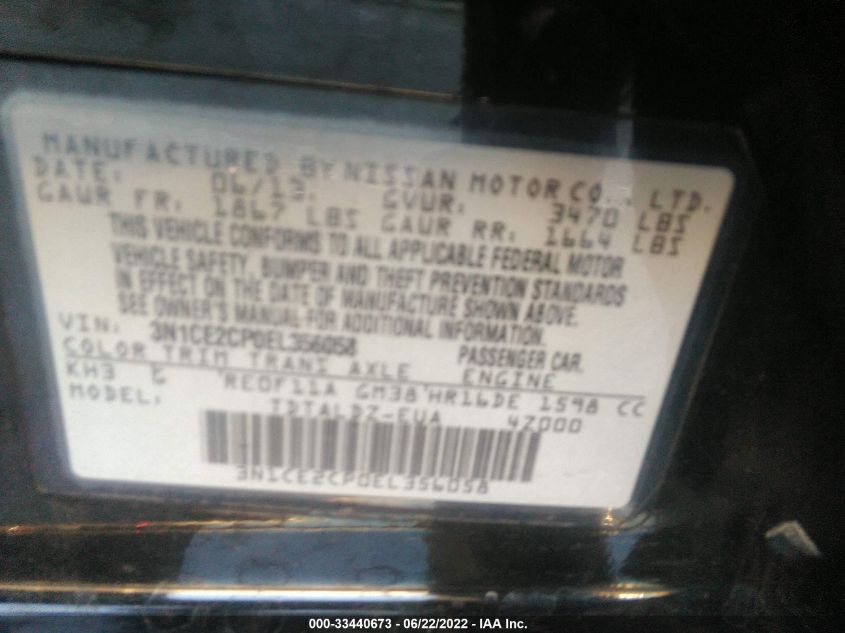 MANUFACTURED BY NISSAN MOTOR CO., LTD.
DATE: 06/13 GVWR: 3470 LBS
GAWR FR: 1867 LBS GAWR RR: 1664 LBS
THIS VEHICLE CONFORMS TO ALL APPLICABLE FEDERAL MOTOR
VEHICLE SAFETY, BUMPER AND THEFT PREVENTION STANDARDS
IN EFFECT ON THE DATE OF MANUFACTURE SHOWN ABOVE.
SEE OWNER'S MANUAL FOR ADDITIONAL INFORMATION.
VIN: 3N1CE2CP0EL356058 PASSENGER CAR.
COLOR TRIM TRANS AXLE ENGINE
KH3 G RE0F11A GM38 HR16DE 1598 CC
MODEL: TDTALDZ-EUA 4Z000
3N1CE2CP0EL356058
000-33440673 - 06/22/2022 - IAA Inc.